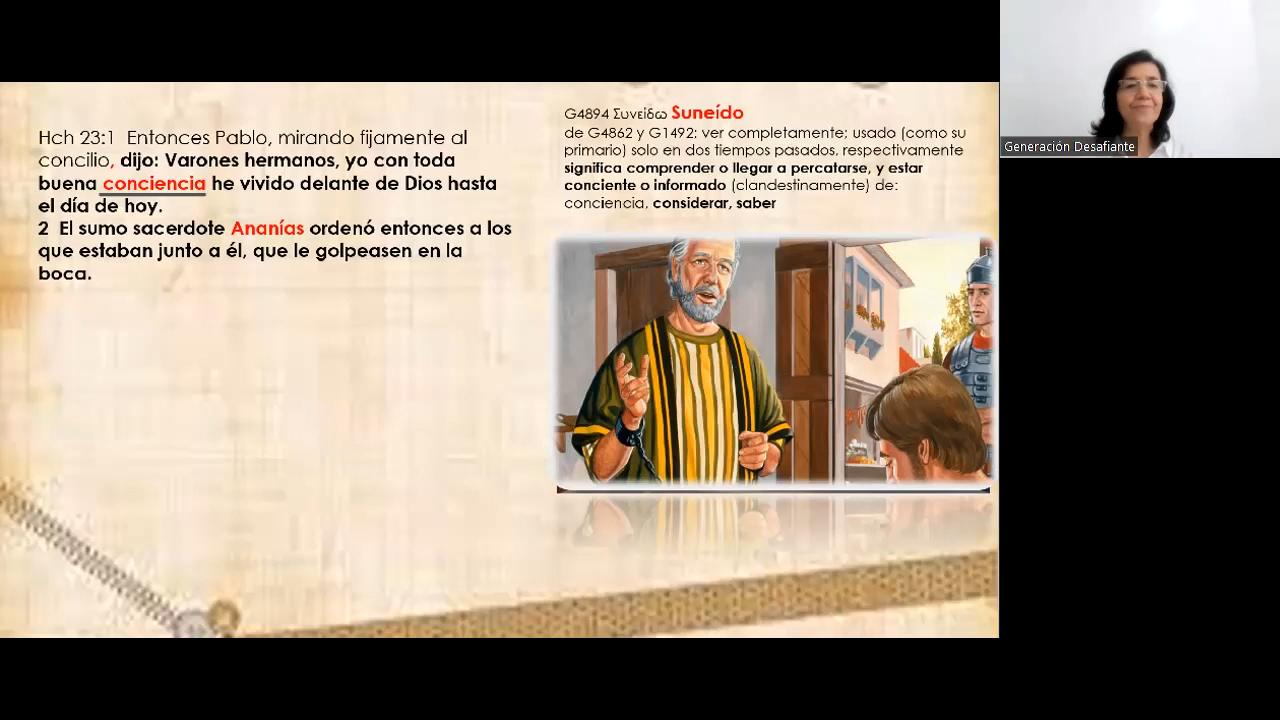 Hch 23:1  Entonces Pablo, mirando fijamente al
concilio, dijo: Varones hermanos, yo con toda
buena conciencia he vivido delante de Dios hasta
el día de hoy.
2  El sumo sacerdote Ananías ordenó entonces a los
que estaban junto a él, que le golpeasen en la
boca.
G4894 Συνείδω Suneído
de G4862 y G1492; ver completamente; usado (como su
primario) solo en dos tiempos pasados, respectivamente
significa comprender o llegar a percatarse, y estar
conciente o informado (clandestinamente) de:
conciencia, considerar, saber
Generación Desafiante